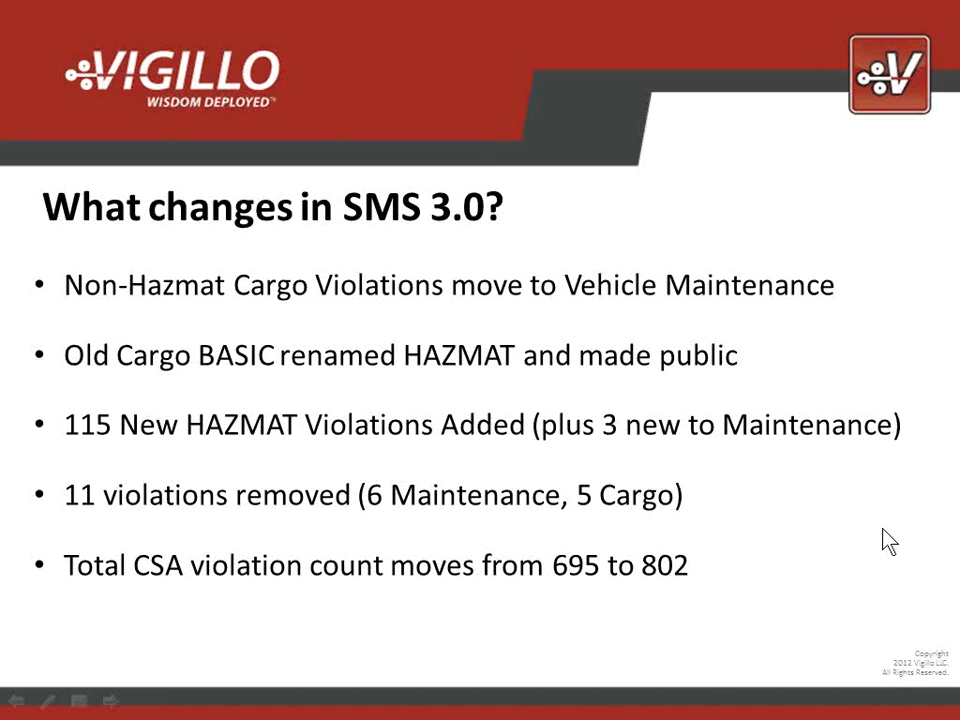 VIGILLO
WISDOM DEPLOYED™
V
What changes in SMS 3.0?
• Non-Hazmat Cargo Violations move to Vehicle Maintenance
• Old Cargo BASIC renamed HAZMAT and made public
• 115 New HAZMAT Violations Added (plus 3 new to Maintenance)
• 11 violations removed (6 Maintenance, 5 Cargo)
• Total CSA violation count moves from 695 to 802
Copyright
2012 Vigillo LLC.
All Rights Reserved.